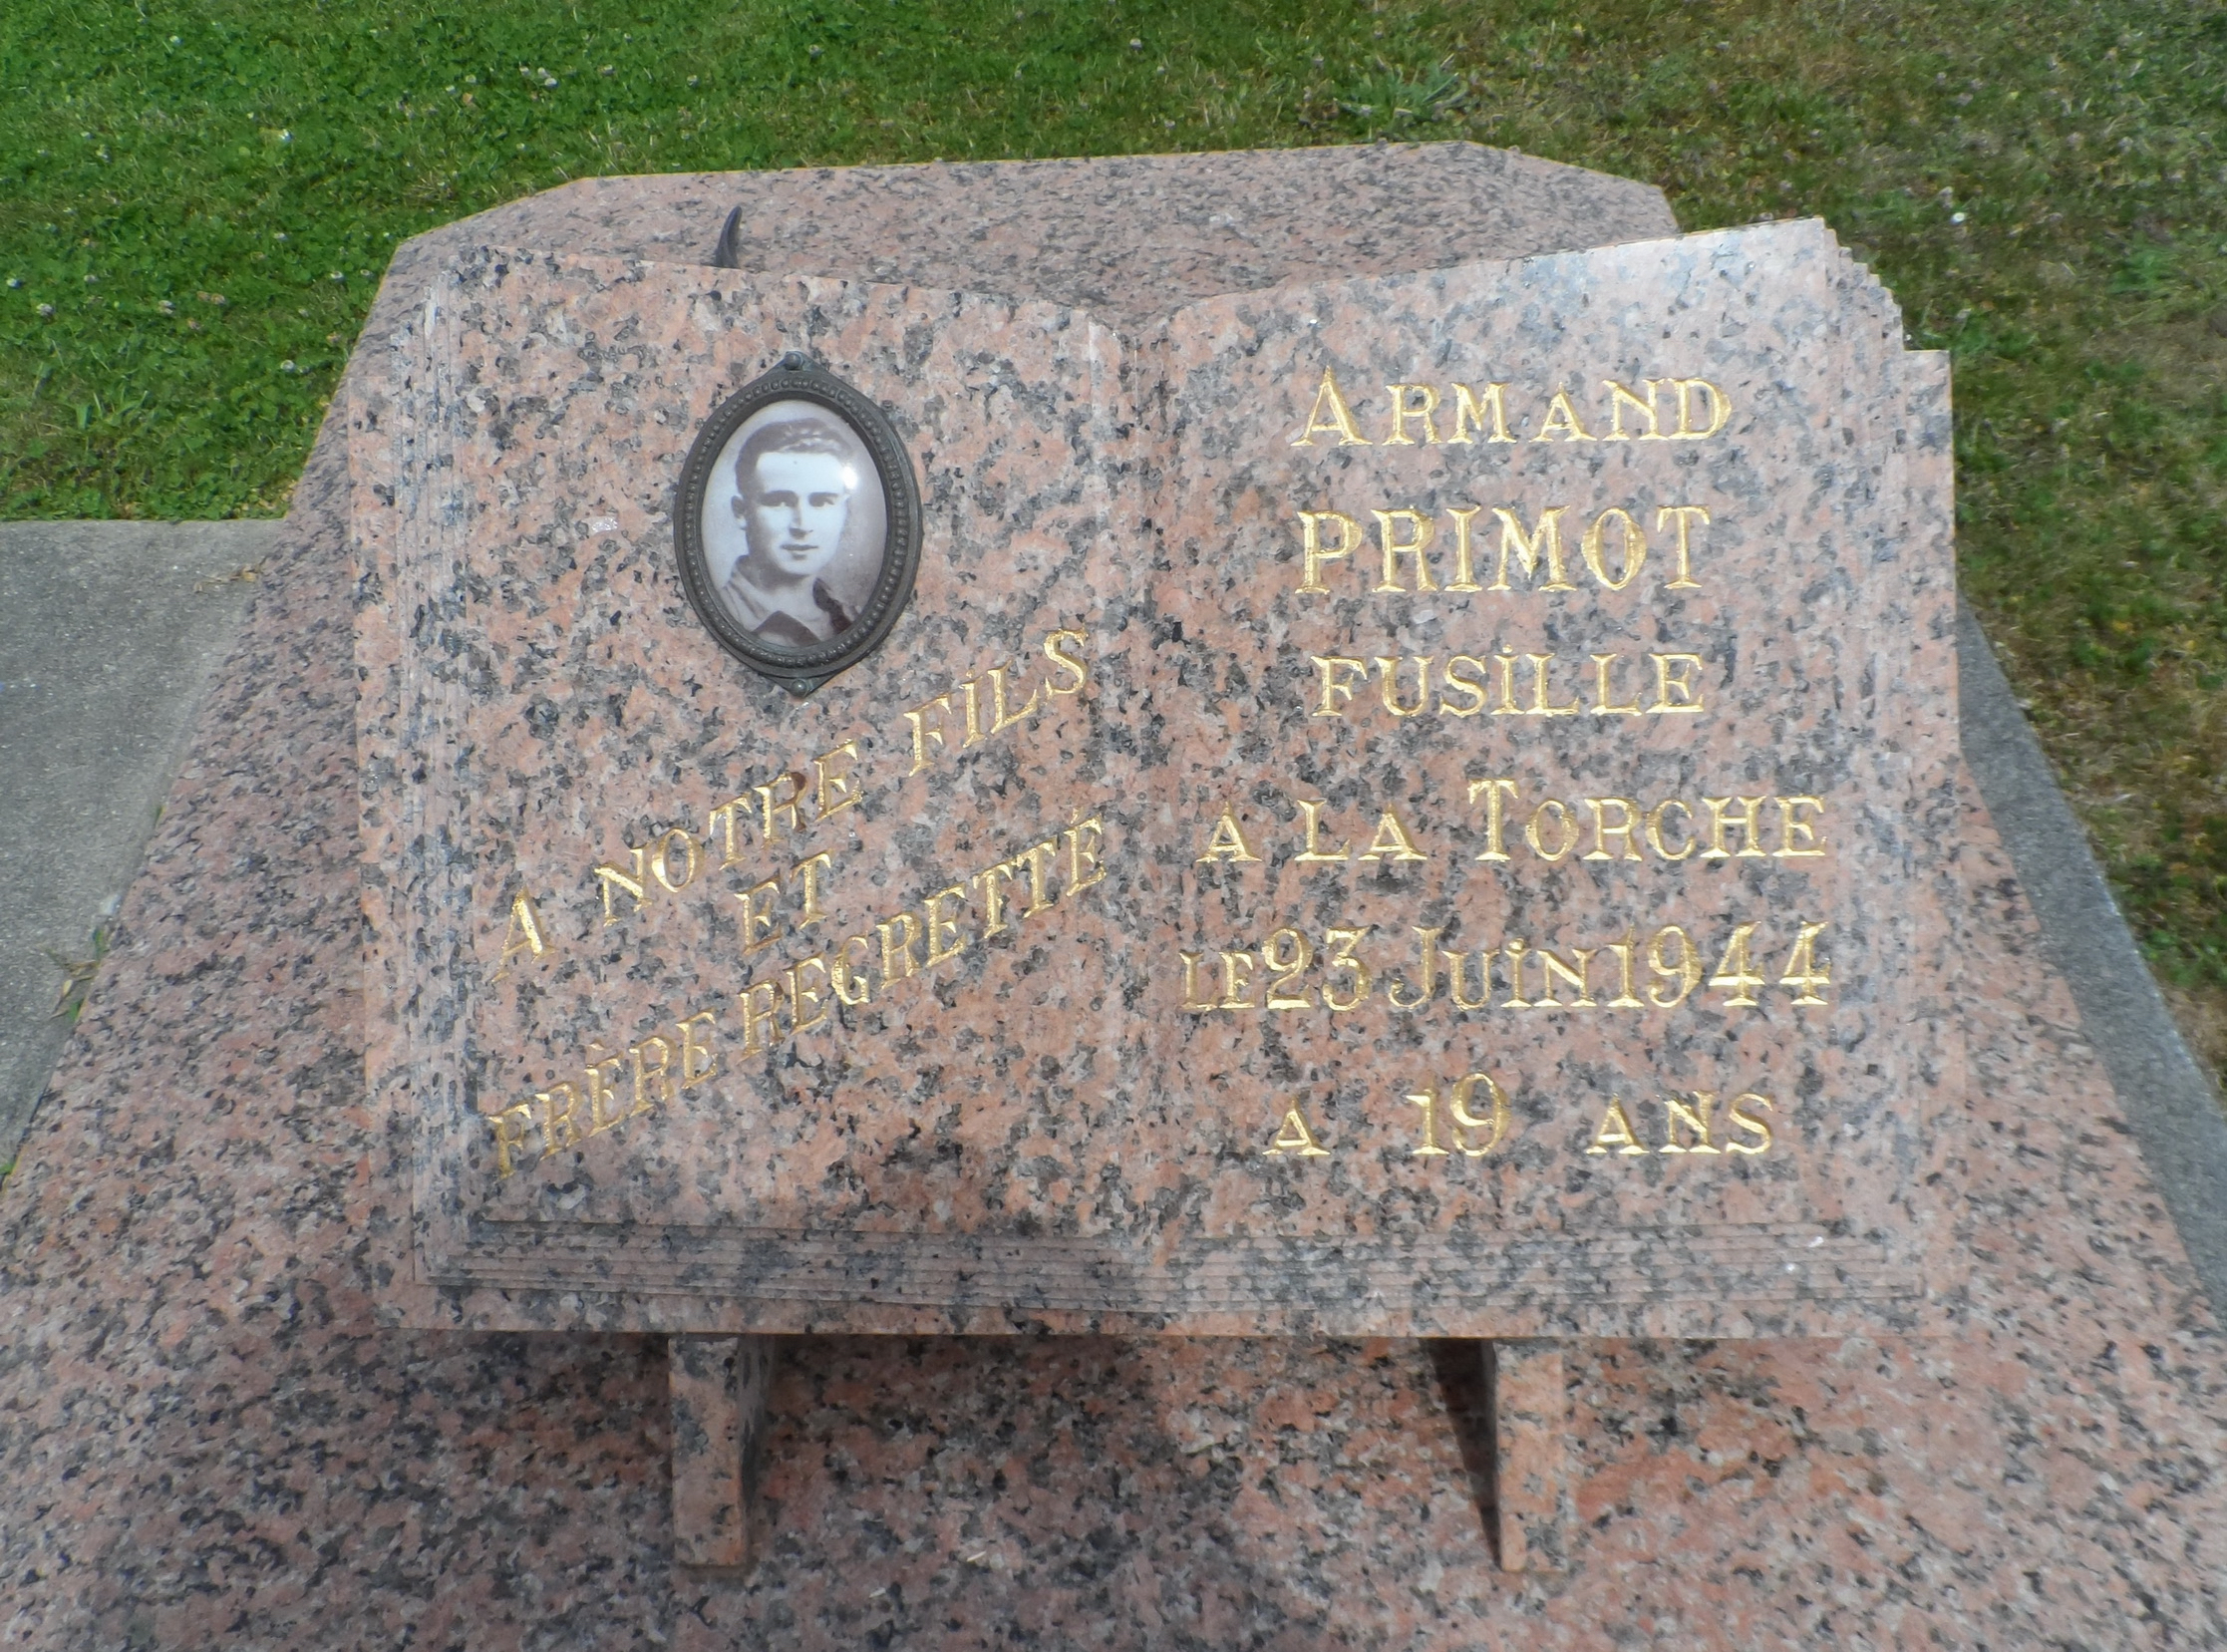 A NOTRE FILS
ET
FRÈRE REGRETTÉ
ARMAND
PRIMOT
FUSILLE
A LA TORCHE
LE 23 JUIN 1944
A 19 ANS